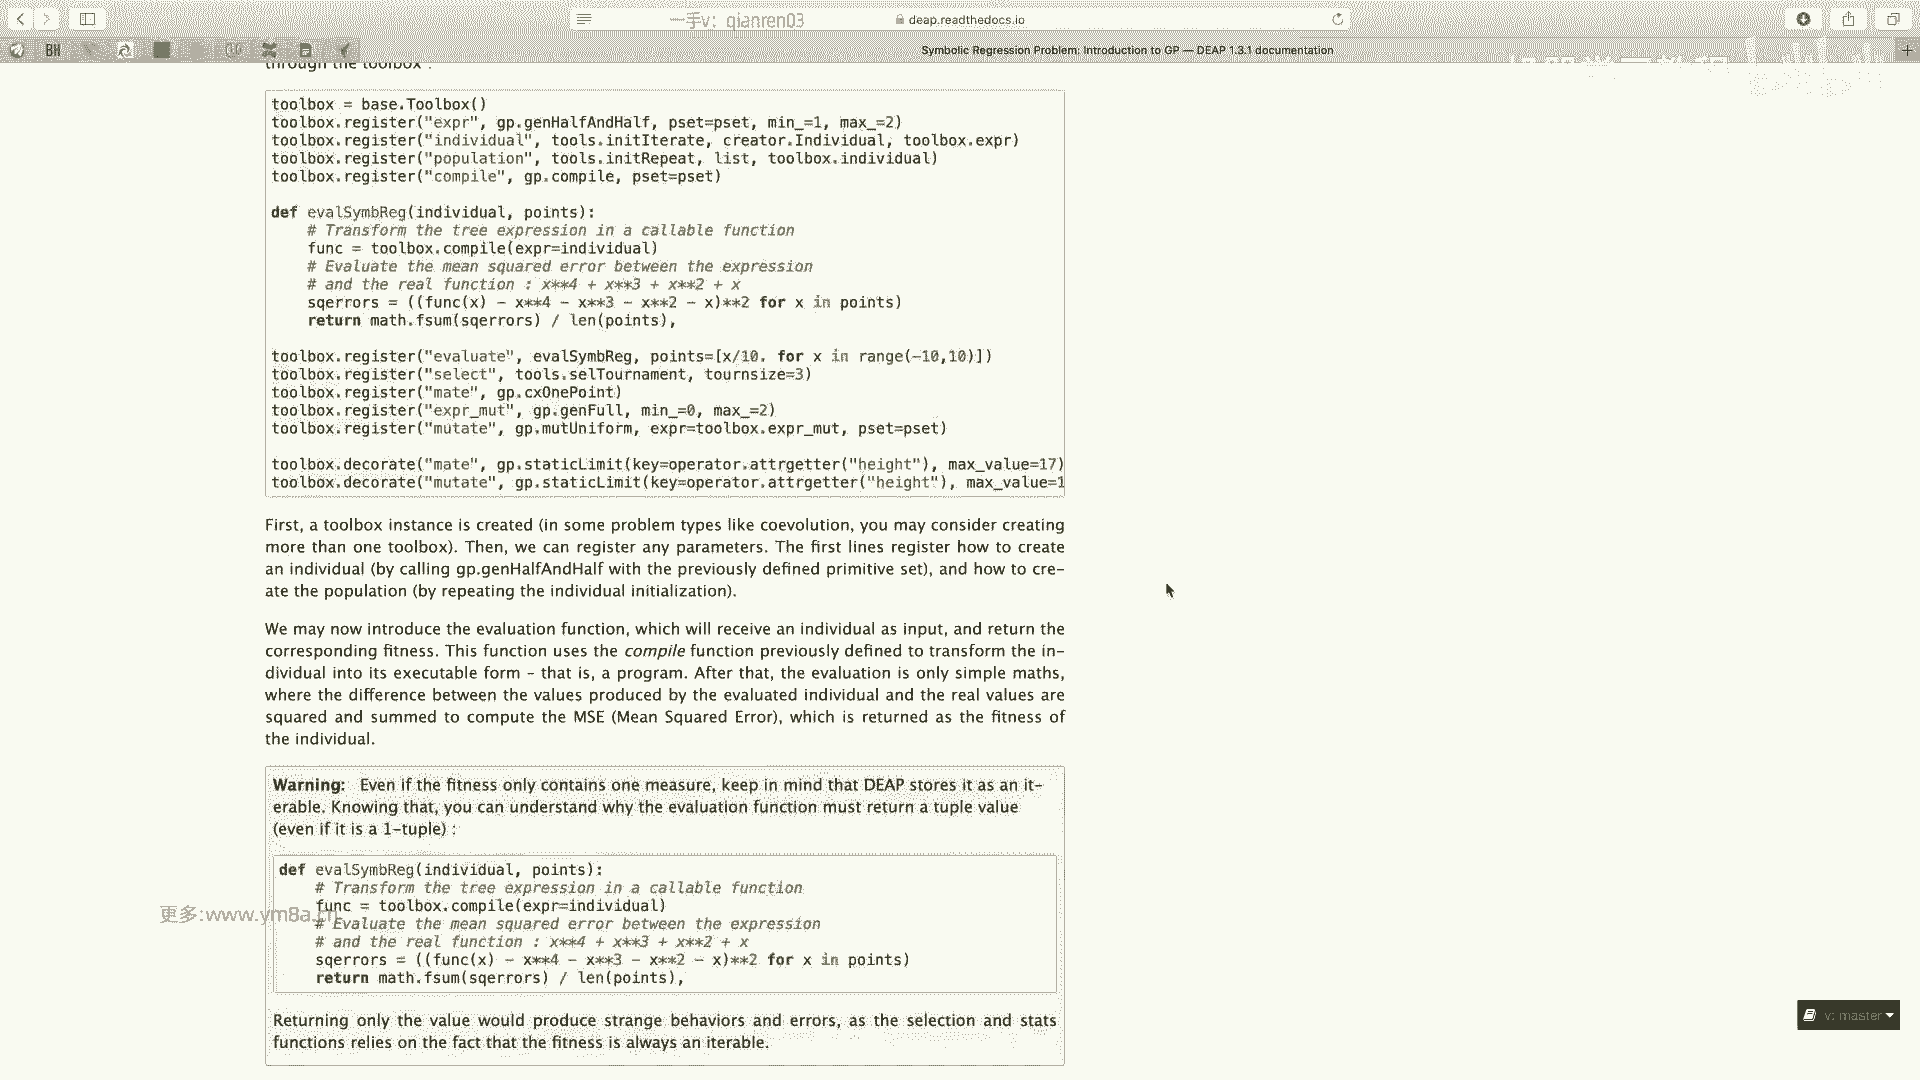 一手v: qianren03
deap.readthedocs.io
BH
Symbolic Regression Problem: Introduction to GP — DEAP 1.3.1 documentation
through the toolbox :
toolbox = base.Toolbox()
toolbox.register("expr", gp.genHalfAndHalf, pset=pset, min_=1, max_=2)
toolbox.register("individual", tools.initIterate, creator.Individual, toolbox.expr)
toolbox.register("population", tools.initRepeat, list, toolbox.individual)
toolbox.register("compile", gp.compile, pset=pset)
def evalSymbReg(individual, points):
# Transform the tree expression in a callable function
func = toolbox.compile(expr=individual)
# Evaluate the mean squared error between the expression
# and the real function : x**4 + x**3 + x**2 + x
sqerrors = ((func(x) - x**4 - x**3 - x**2 - x)**2 for x in points)
return math.fsum(sqerrors) / len(points),
toolbox.register("evaluate", evalSymbReg, points=[x/10. for x in range(-10,10)])
toolbox.register("select", tools.selTournament, tournsize=3)
toolbox.register("mate", gp.cxOnePoint)
toolbox.register("expr_mut", gp.genFull, min_=0, max_=2)
toolbox.register("mutate", gp.mutUniform, expr=toolbox.expr_mut, pset=pset)
toolbox.decorate("mate", gp.staticLimit(key=operator.attrgetter("height"), max_value=17)
toolbox.decorate("mutate", gp.staticLimit(key=operator.attrgetter("height"), max_value=1
First, a toolbox instance is created (in some problem types like coevolution, you may consider creating
more than one toolbox). Then, we can register any parameters. The first lines register how to create
an individual (by calling gp.genHalfAndHalf with the previously defined primitive set), and how to cre-
ate the population (by repeating the individual initialization).
We may now introduce the evaluation function, which will receive an individual as input, and return the
corresponding fitness. This function uses the compile function previously defined to transform the in-
dividual into its executable form – that is, a program. After that, the evaluation is only simple maths,
where the difference between the values produced by the evaluated individual and the real values are
squared and summed to compute the MSE (Mean Squared Error), which is returned as the fitness of
the individual.
Warning: Even if the fitness only contains one measure, keep in mind that DEAP stores it as an it-
erable. Knowing that, you can understand why the evaluation function must return a tuple value
(even if it is a 1-tuple) :
def evalSymbReg(individual, points):
# Transform the tree expression in a callable function
func = toolbox.compile(expr=individual)
更多:www.ym8a.cn
# Evaluate the mean squared error between the expression
# and the real function : x**4 + x**3 + x**2 + x
sqerrors = ((func(x) - x**4 - x**3 - x**2 - x)**2 for x in points)
return math.fsum(sqerrors) / len(points),
Returning only the value would produce strange behaviors and errors, as the selection and stats
functions relies on the fact that the fitness is always an iterable.
v: master